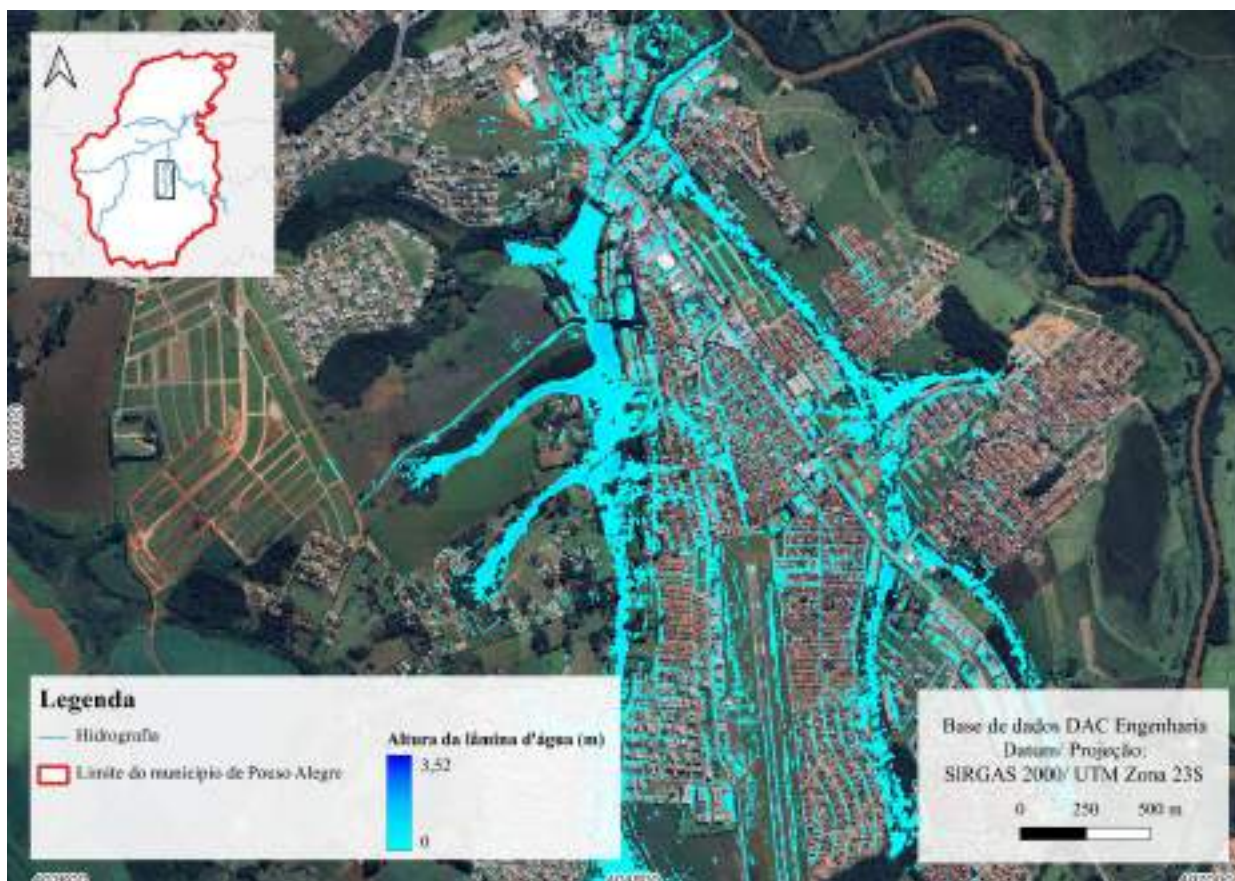 Legenda
Hidrografia
Limite do município de Pouso Alegre
Altura da lâmina d'água (m)
3,52
0
Base de dados DAC Engenharia
Datum/ Projeção:
SIRGAS 2000/ UTM Zona 23S
0 250 500 m